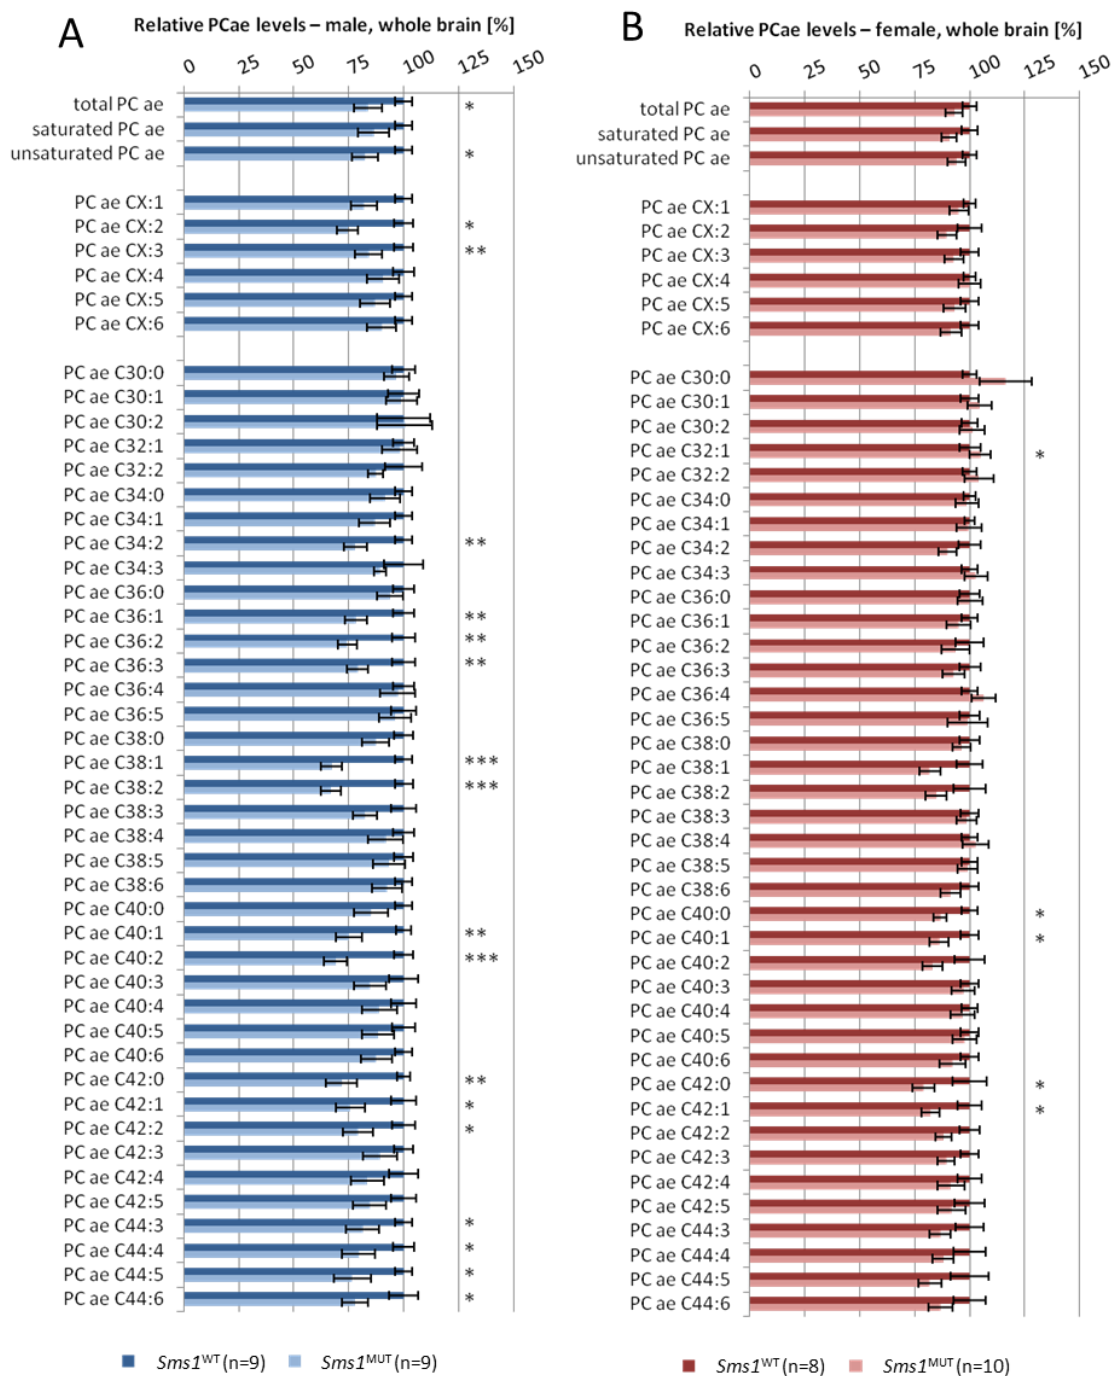 A
Relative PCae levels – male, whole brain [%]
0 25 50 75 100 125 150
total PC ae *
saturated PC ae
unsaturated PC ae *
PC ae CX:1
PC ae CX:2 *
PC ae CX:3 **
PC ae CX:4
PC ae CX:5
PC ae CX:6
PC ae C30:0
PC ae C30:1
PC ae C30:2
PC ae C32:1
PC ae C32:2
PC ae C34:0
PC ae C34:1
PC ae C34:2 **
PC ae C34:3
PC ae C36:0
PC ae C36:1 **
PC ae C36:2 **
PC ae C36:3 **
PC ae C36:4
PC ae C36:5
PC ae C38:0
PC ae C38:1 ***
PC ae C38:2 ***
PC ae C38:3
PC ae C38:4
PC ae C38:5
PC ae C38:6
PC ae C40:0
PC ae C40:1 **
PC ae C40:2 ***
PC ae C40:3
PC ae C40:4
PC ae C40:5
PC ae C40:6
PC ae C42:0 **
PC ae C42:1 *
PC ae C42:2 *
PC ae C42:3
PC ae C42:4
PC ae C42:5
PC ae C44:3 *
PC ae C44:4 *
PC ae C44:5 *
PC ae C44:6 *
Sms1WT (n=9) Sms1MUT (n=9)
B
Relative PCae levels – female, whole brain [%]
0 25 50 75 100 125 150
total PC ae
saturated PC ae
unsaturated PC ae
PC ae CX:1
PC ae CX:2
PC ae CX:3
PC ae CX:4
PC ae CX:5
PC ae CX:6
PC ae C30:0
PC ae C30:1
PC ae C30:2
PC ae C32:1 *
PC ae C32:2
PC ae C34:0
PC ae C34:1
PC ae C34:2
PC ae C34:3
PC ae C36:0
PC ae C36:1
PC ae C36:2
PC ae C36:3
PC ae C36:4
PC ae C36:5
PC ae C38:0
PC ae C38:1
PC ae C38:2
PC ae C38:3
PC ae C38:4
PC ae C38:5
PC ae C38:6
PC ae C40:0 *
PC ae C40:1 *
PC ae C40:2
PC ae C40:3
PC ae C40:4
PC ae C40:5
PC ae C40:6
PC ae C42:0 *
PC ae C42:1 *
PC ae C42:2
PC ae C42:3
PC ae C42:4
PC ae C42:5
PC ae C44:3
PC ae C44:4
PC ae C44:5
PC ae C44:6
Sms1WT (n=8) Sms1MUT (n=10)